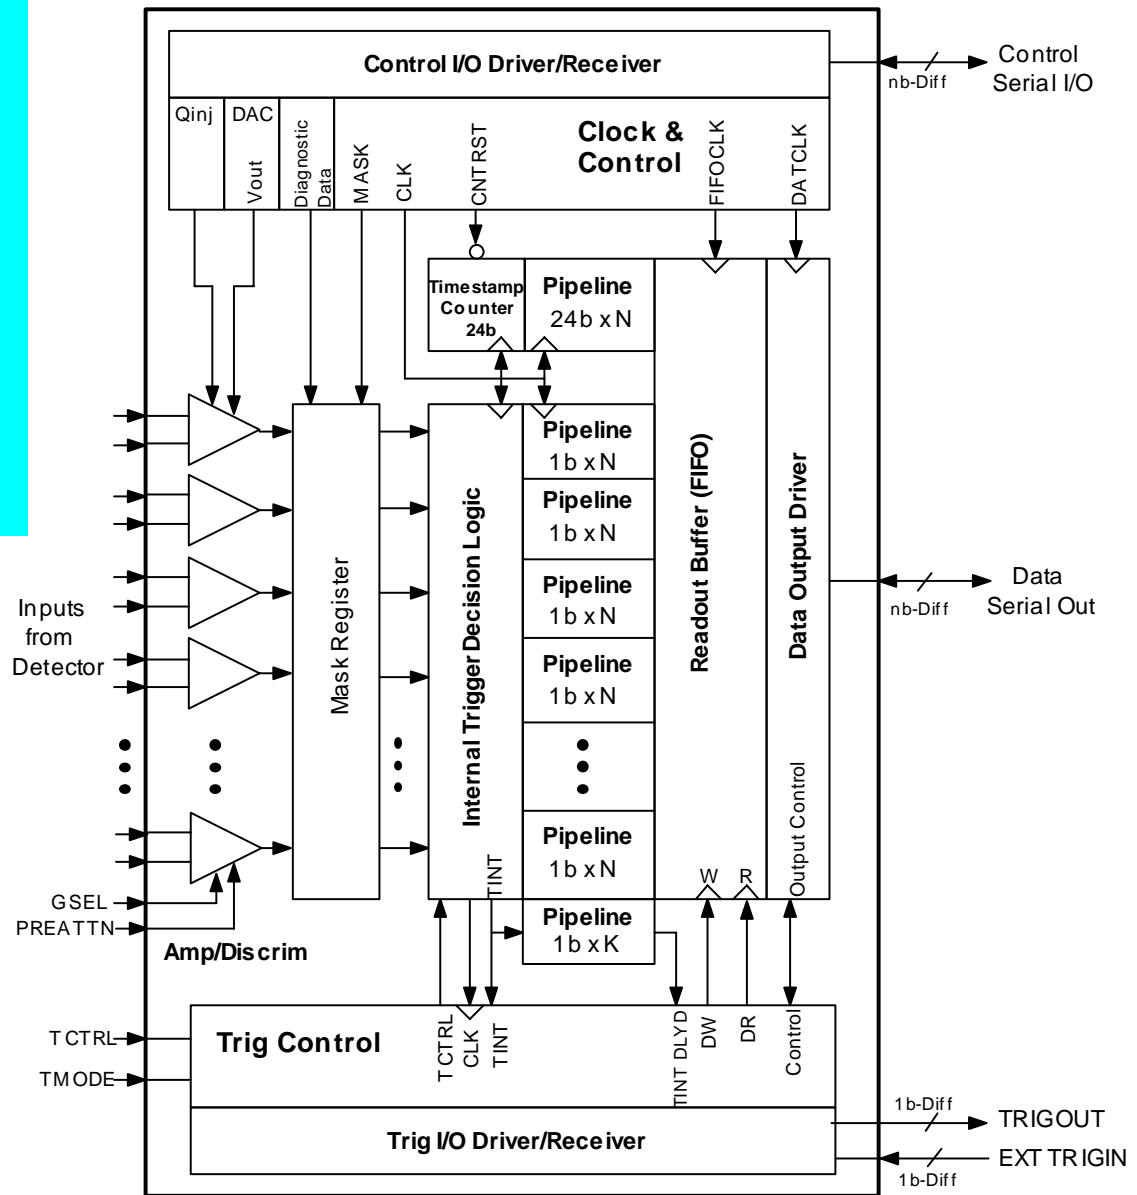 Control I/O Driver/Receiver
Control
Serial I/O
nb-Diff
Qinj
DAC
Vout
Diagnostic
Data
MASK
CLK
CNTRST
Clock &
Control
FIFOCLK
DATCLK
Timestamp
Counter
24b
Pipeline
24b x N
Pipeline
1b x N
Pipeline
1b x N
Pipeline
1b x N
Pipeline
1b x N
Pipeline
1b x N
Pipeline
1b x K
Inputs
from
Detector
Mask Register
Internal Trigger Decision Logic
TINT
Readout Buffer (FIFO)
W
R
Data Output Driver
Output Control
nb-Diff
Data
Serial Out
GSEL
PREATTN
Amp/Discrim
TCTRL
TMODE
Trig Control
TCTRL
CLK
TINT
TINT DLYD
DW
DR
Control
Trig I/O Driver/Receiver
1b-Diff
TRIGOUT
EXT TRIGIN
1b-Diff